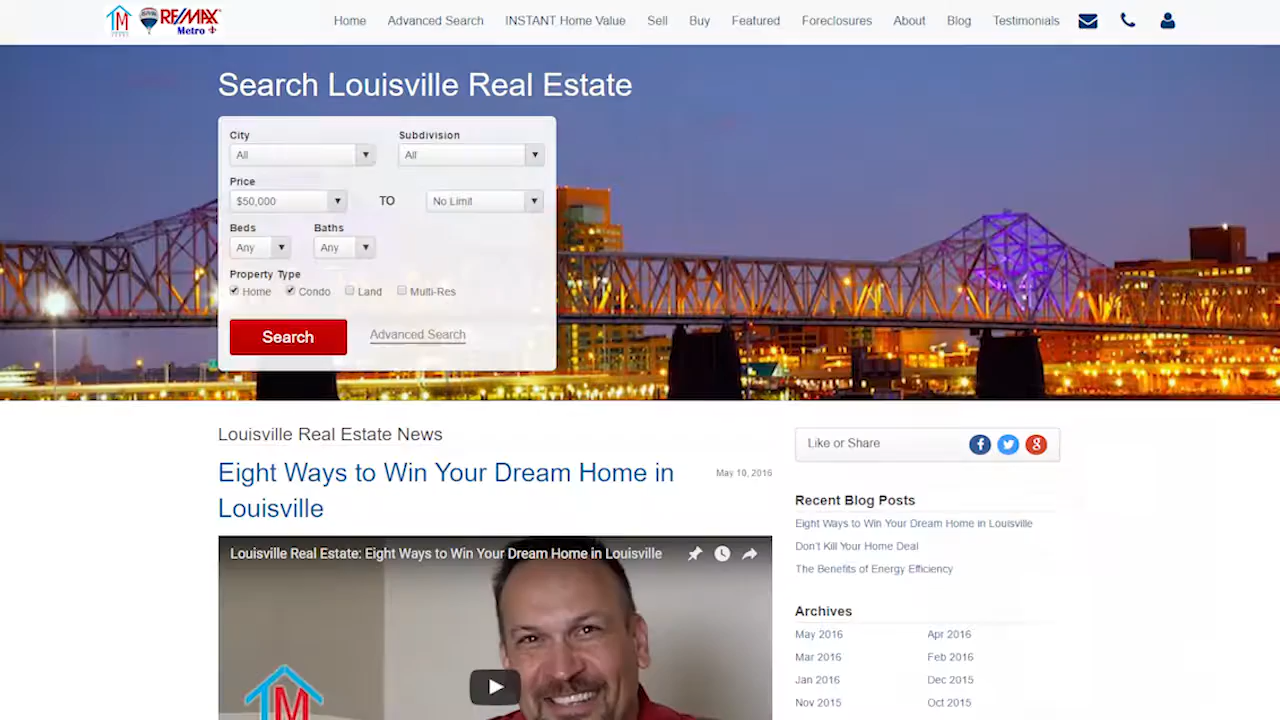 M RE/MAX
Metro
Home Advanced Search INSTANT Home Value Sell Buy Featured Foreclosures About Blog Testimonials
Search Louisville Real Estate
City Subdivision
All All
Price
$50,000 TO No Limit
Beds Baths
Any Any
Property Type
Home Condo Land Multi-Res
Search Advanced Search
Louisville Real Estate News
Eight Ways to Win Your Dream Home in
Louisville
May 10, 2016
Louisville Real Estate: Eight Ways to Win Your Dream Home in Louisville
M
Like or Share
Recent Blog Posts
Eight Ways to Win Your Dream Home in Louisville
Don't Kill Your Home Deal
The Benefits of Energy Efficiency
Archives
May 2016 Apr 2016
Mar 2016 Feb 2016
Jan 2016 Dec 2015
Nov 2015 Oct 2015